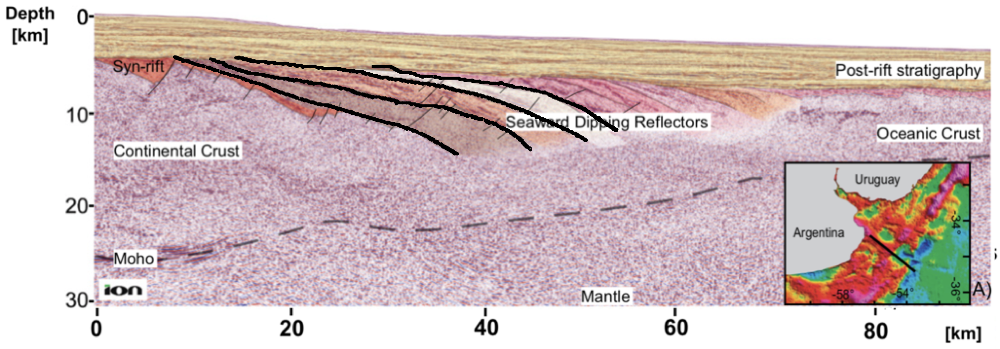 Depth
[km]
0
10
20
30
Syn-rift
Post-rift stratigraphy
Seaward Dipping Reflectors
Oceanic Crust
Continental Crust
Moho
ion
Mantle
Uruguay
Argentina
-34°
-36°
-58°
-54°
A)
0
20
40
60
80
[km]